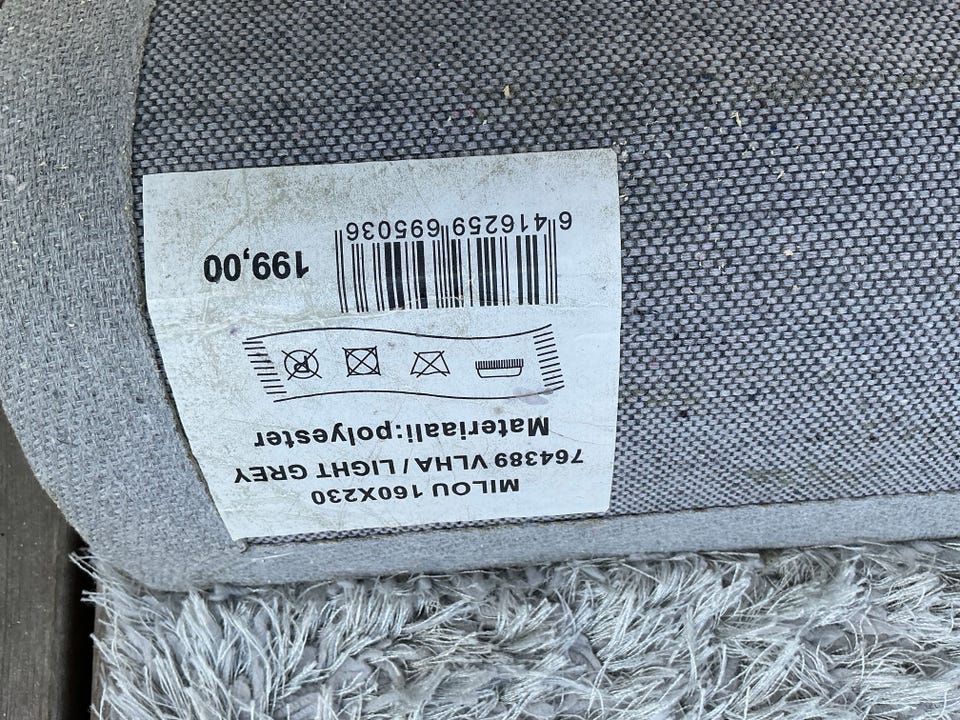 MILOU 160X230
764389 VLHA / LIGHT GREY
Materiaali:polyester
P
6 416259 695036
199,00